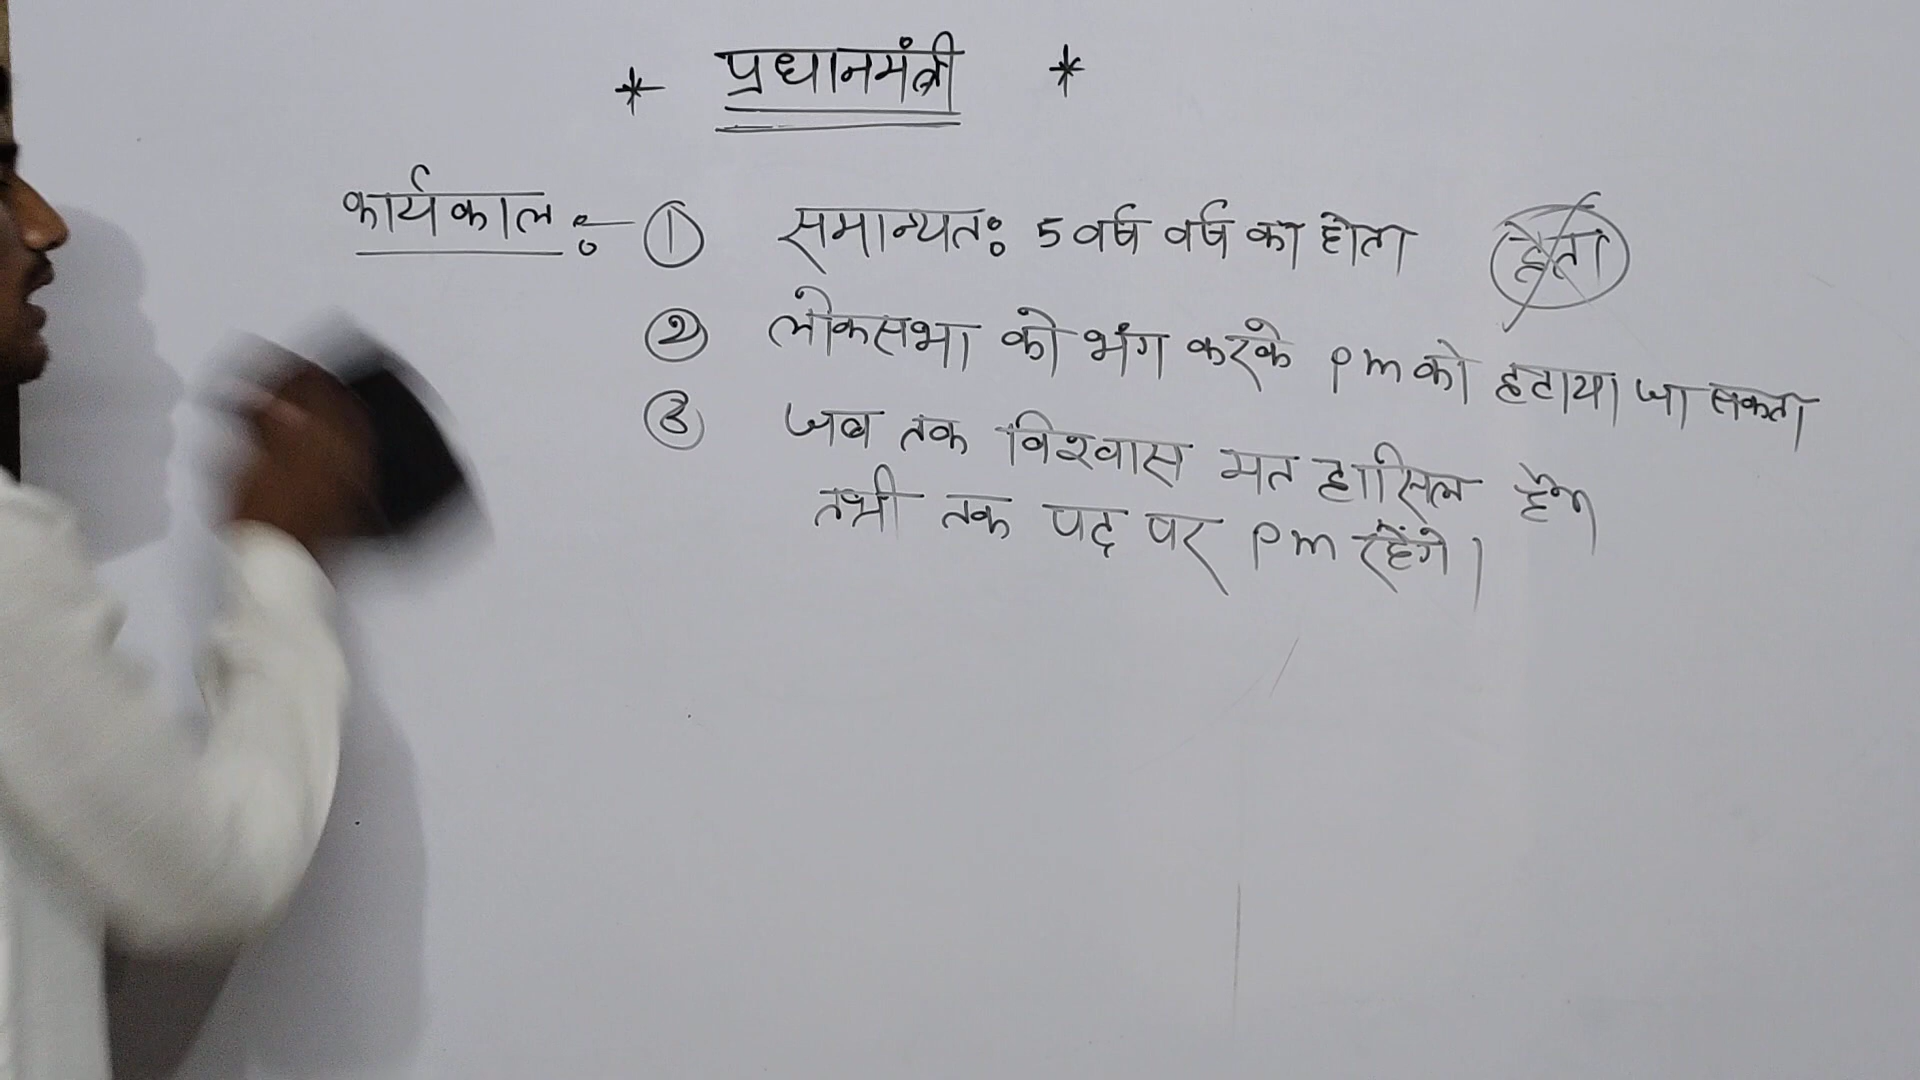 * प्रधानमंत्री *
कार्यकाल :- ① समान्यतः 5 वर्ष वर्ष का होता होता
② लोकसभा को भंग करके pm को हटाया जा सकता
③ जब तक विश्वास मत हासिल होगा
तभी तक पद पर pm रहेंगे।